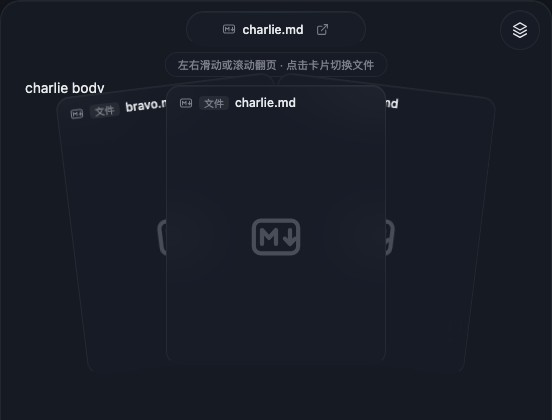 charlie.md
左右滑动或滚动翻页 · 点击卡片切换文件
charlie body
文件 bravo.m
文件 charlie.md
md